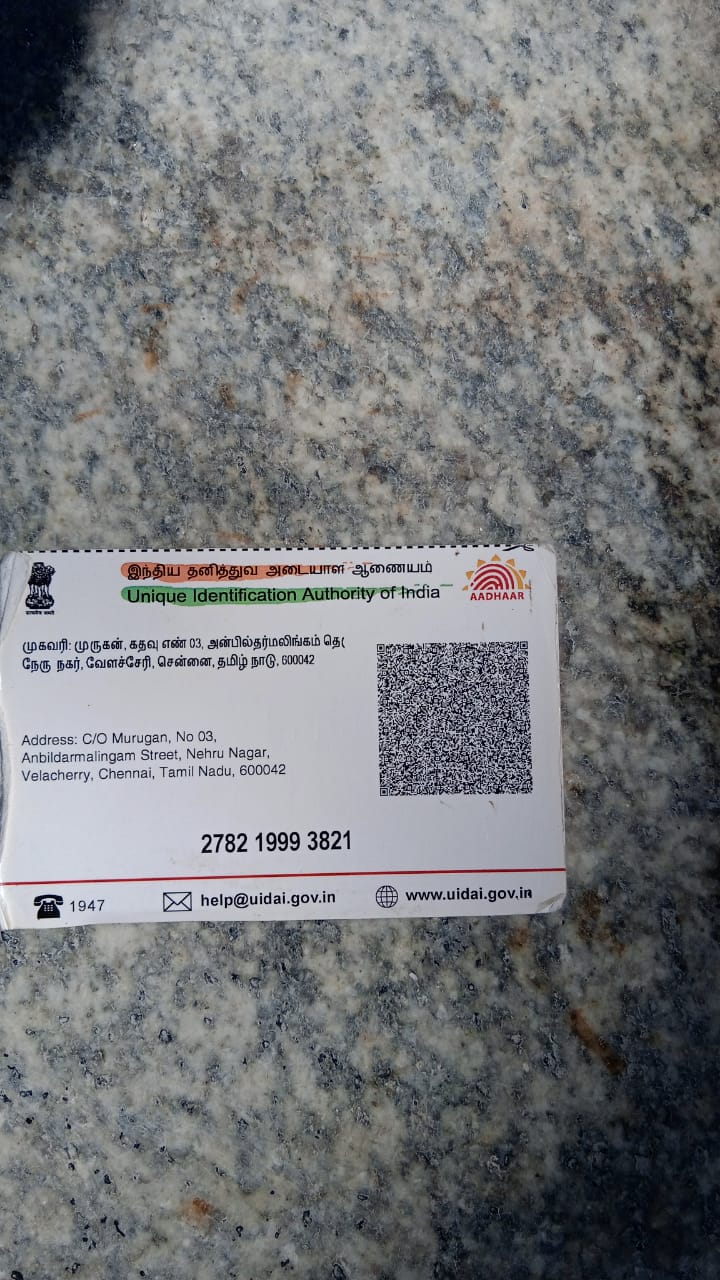 இந்திய தனித்துவ அடையாள ஆணையம்
Unique Identification Authority of India
AADHAAR
முகவரி: முருகன், கதவு எண் 03, அன்பில்தர்மலிங்கம் தெ
நேரு நகர், வேளச்சேரி, சென்னை, தமிழ் நாடு, 600042
Address: C/O Murugan, No 03,
Anbildarmalingam Street, Nehru Nagar,
Velacherry, Chennai, Tamil Nadu, 600042
2782 1999 3821
1947 help@uidai.gov.in www.uidai.gov.in